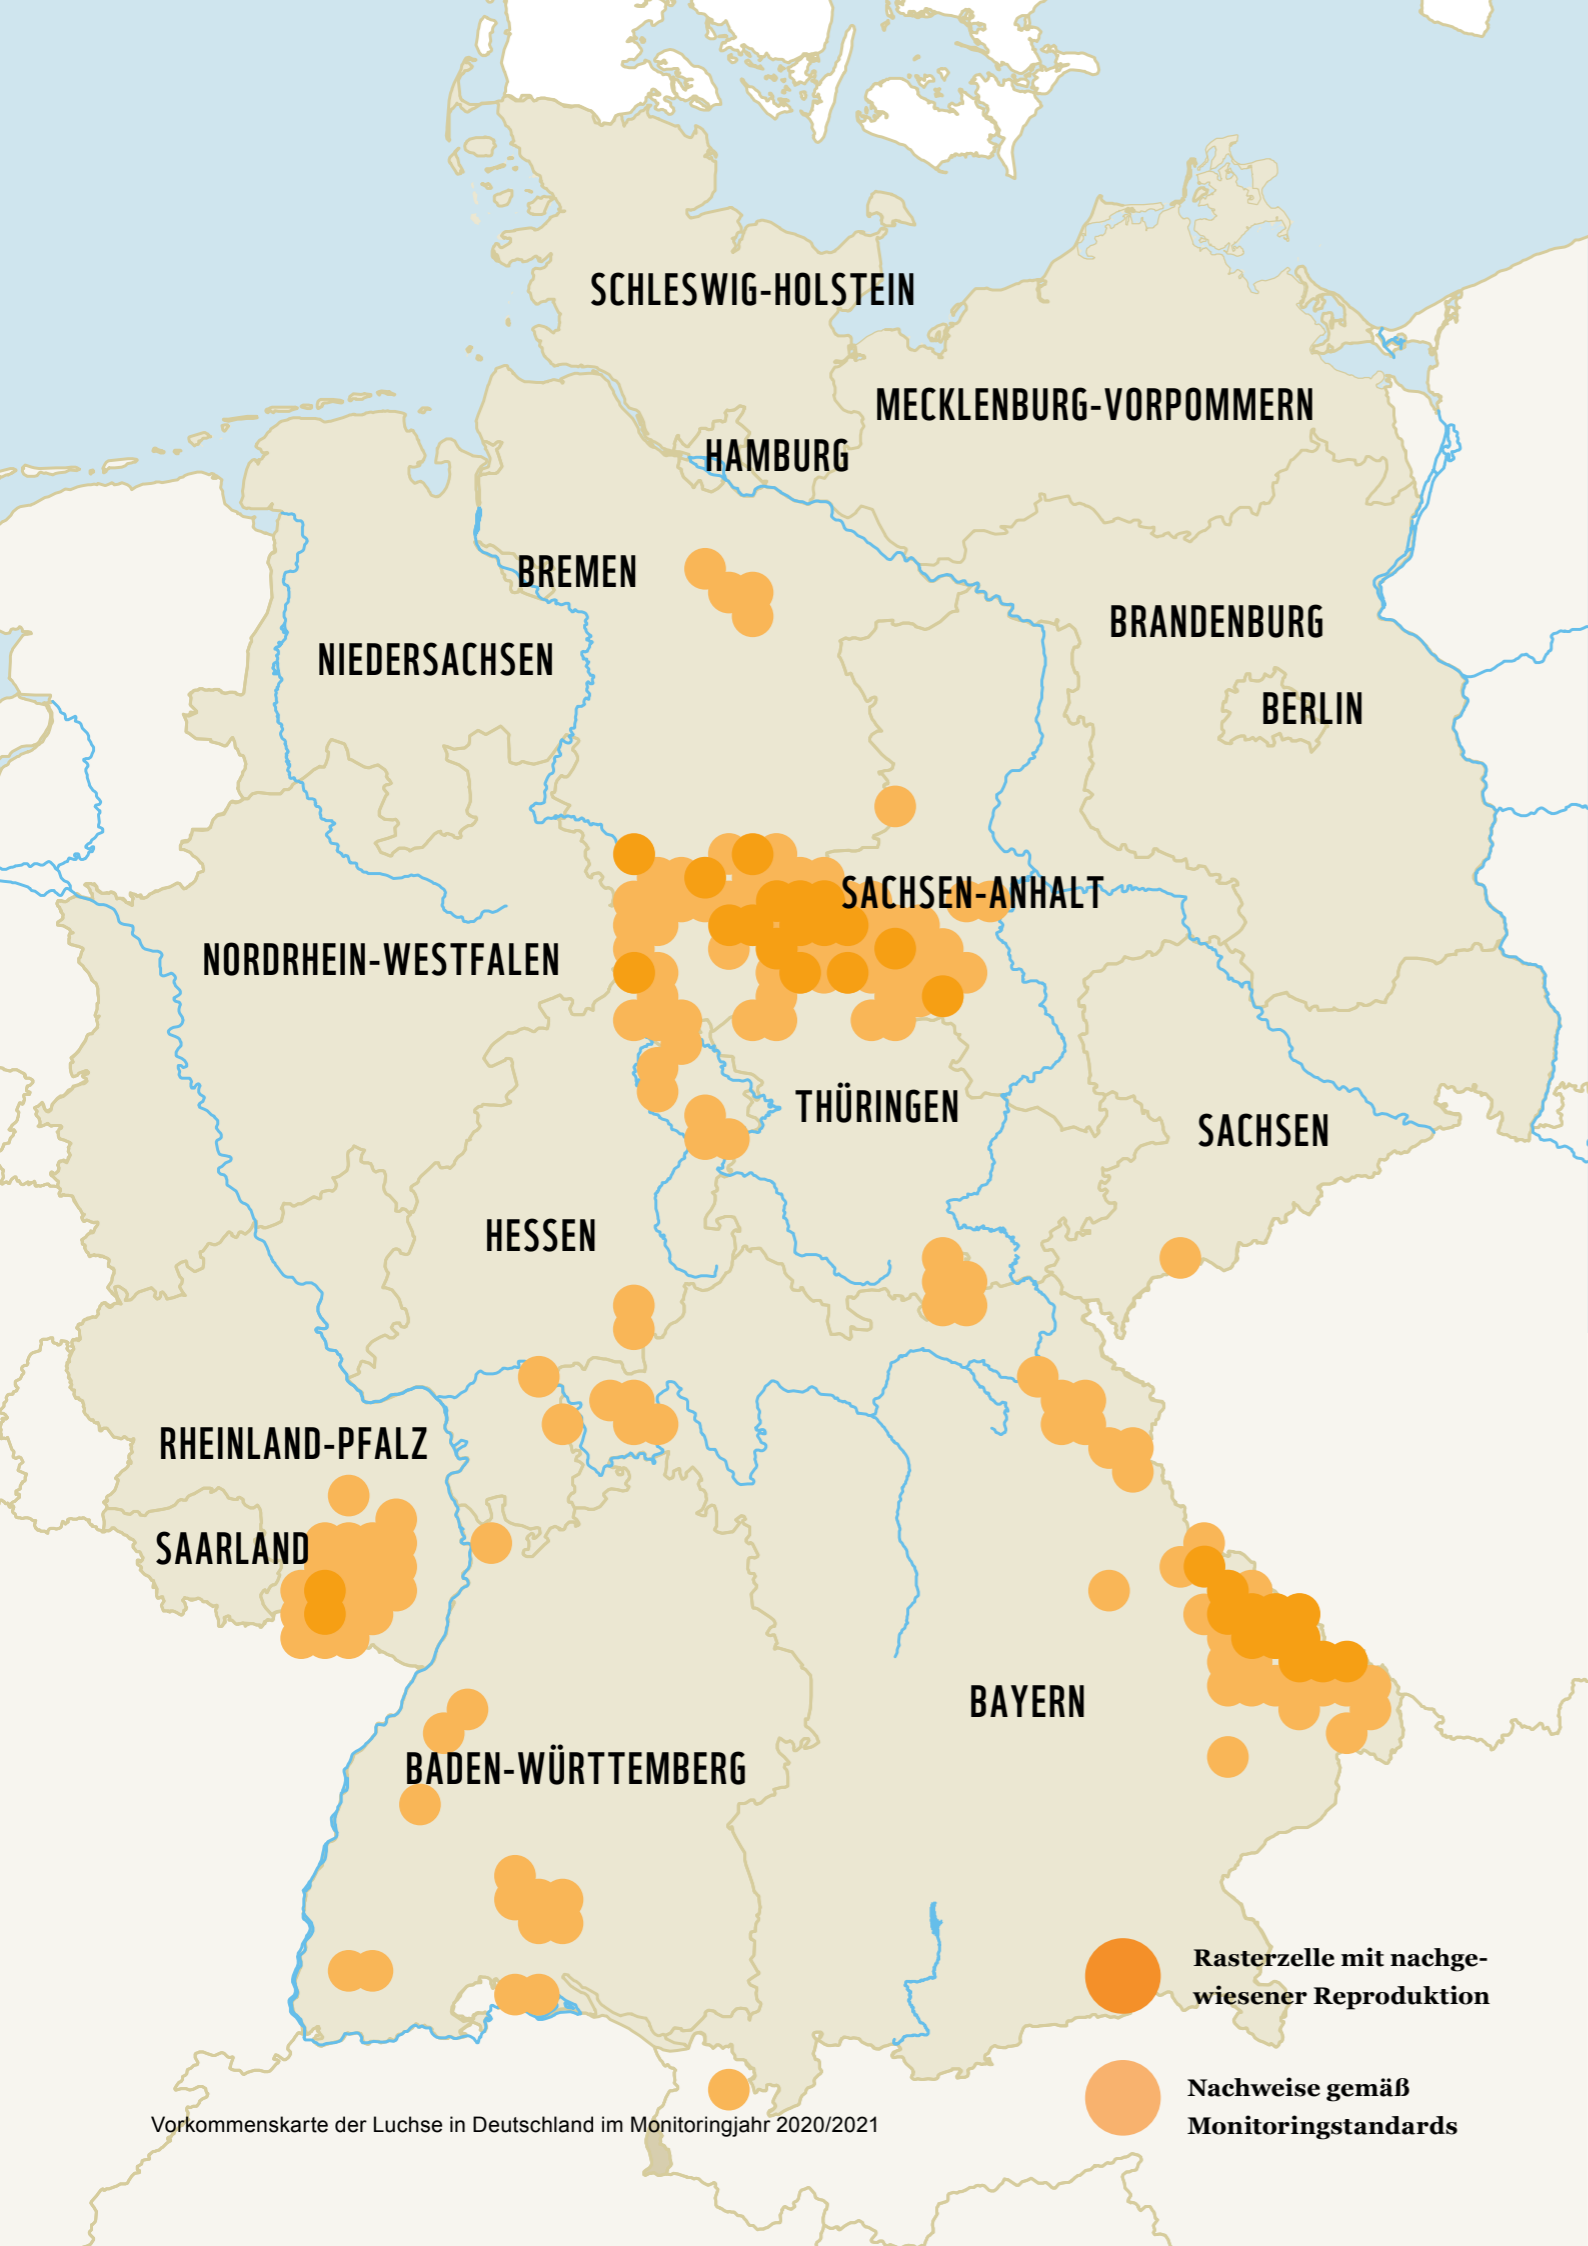 SCHLESWIG-HOLSTEIN
MECKLENBURG-VORPOMMERN
HAMBURG
BREMEN
BRANDENBURG
NIEDERSACHSEN
BERLIN
SACHSEN-ANHALT
NORDRHEIN-WESTFALEN
THÜRINGEN
SACHSEN
HESSEN
RHEINLAND-PFALZ
SAARLAND
BAYERN
BADEN-WÜRTTEMBERG
Rasterzelle mit nachge-
wiesener Reproduktion
Nachweise gemäß
Monitoringstandards
Vorkommenskarte der Luchse in Deutschland im Monitoringjahr 2020/2021